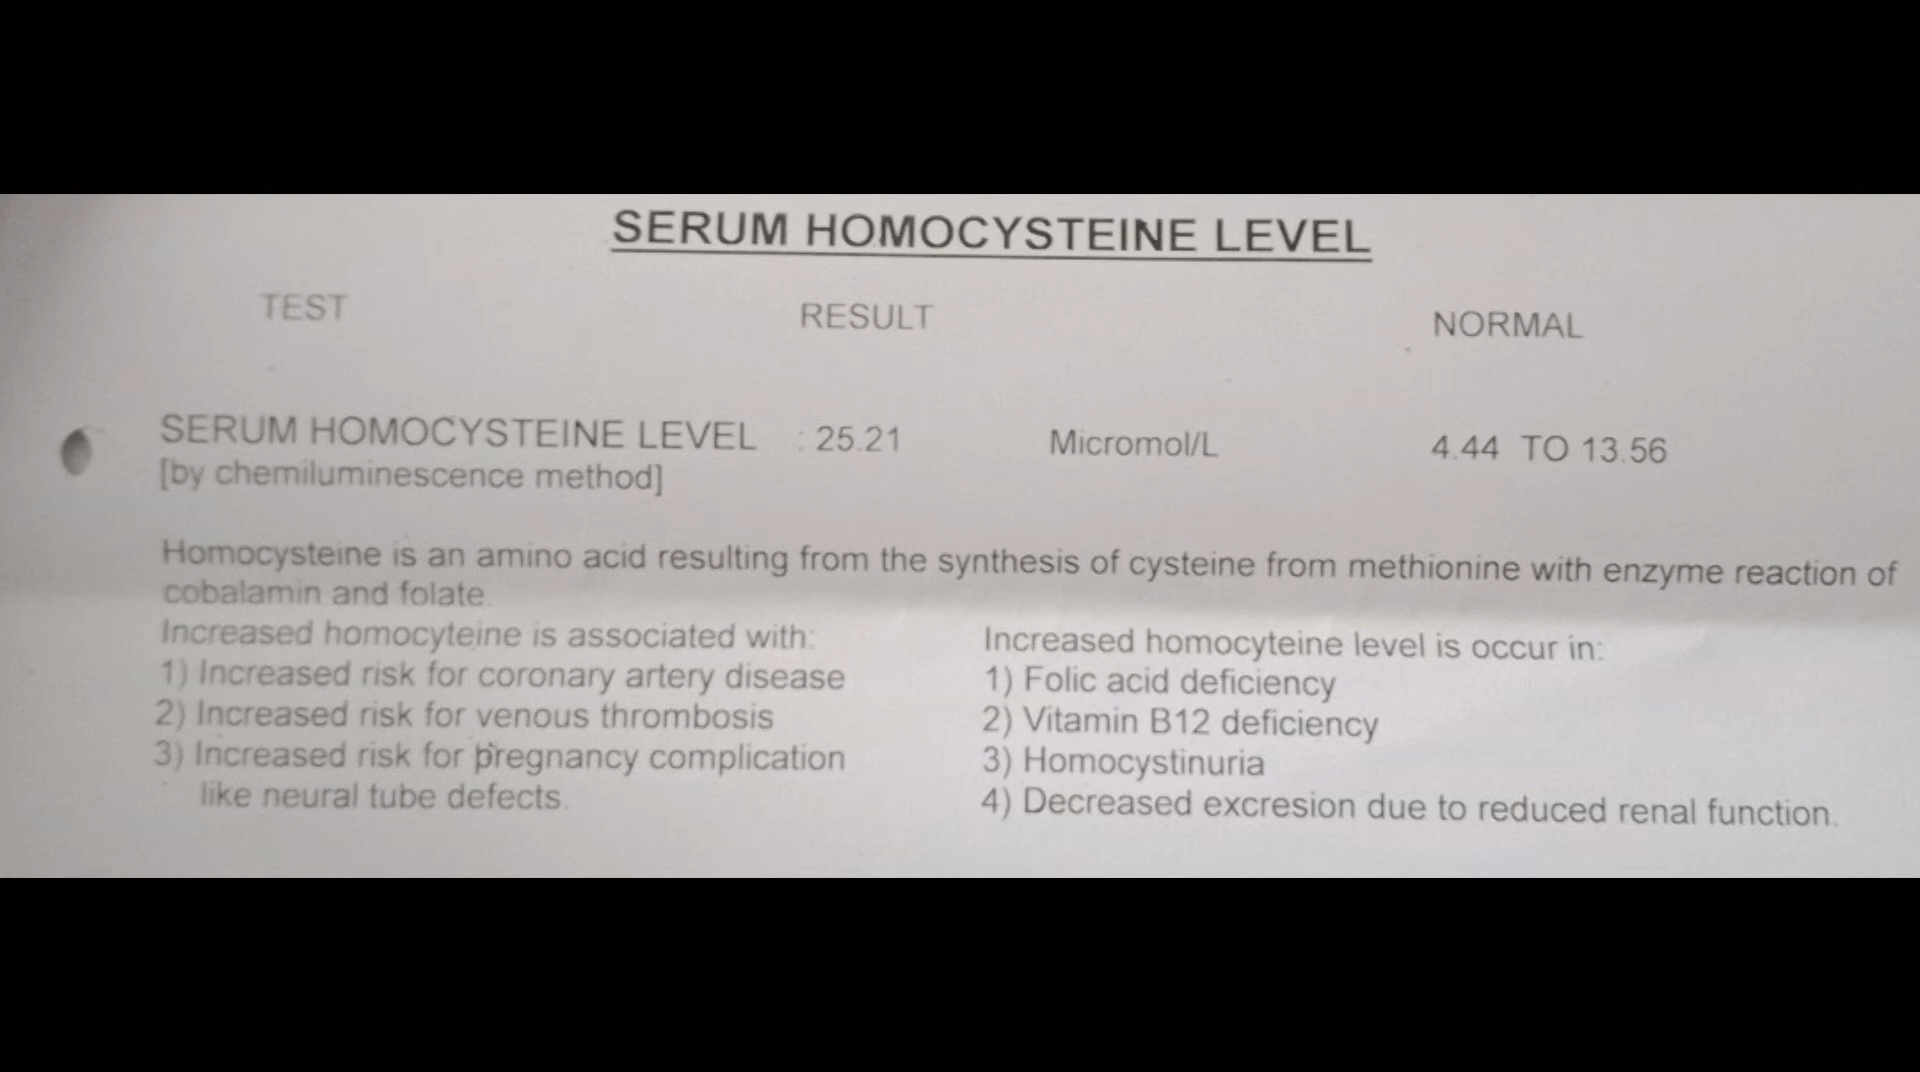 SERUM HOMOCYSTEINE LEVEL
TEST RESULT NORMAL
SERUM HOMOCYSTEINE LEVEL : 25.21 Micromol/L 4.44 TO 13.56
[by chemiluminescence method]
Homocysteine is an amino acid resulting from the synthesis of cysteine from methionine with enzyme reaction of
cobalamin and folate.
Increased homocyteine is associated with:
1) Increased risk for coronary artery disease
2) Increased risk for venous thrombosis
3) Increased risk for pregnancy complication
like neural tube defects.
Increased homocyteine level is occur in:
1) Folic acid deficiency
2) Vitamin B12 deficiency
3) Homocystinuria
4) Decreased excresion due to reduced renal function.